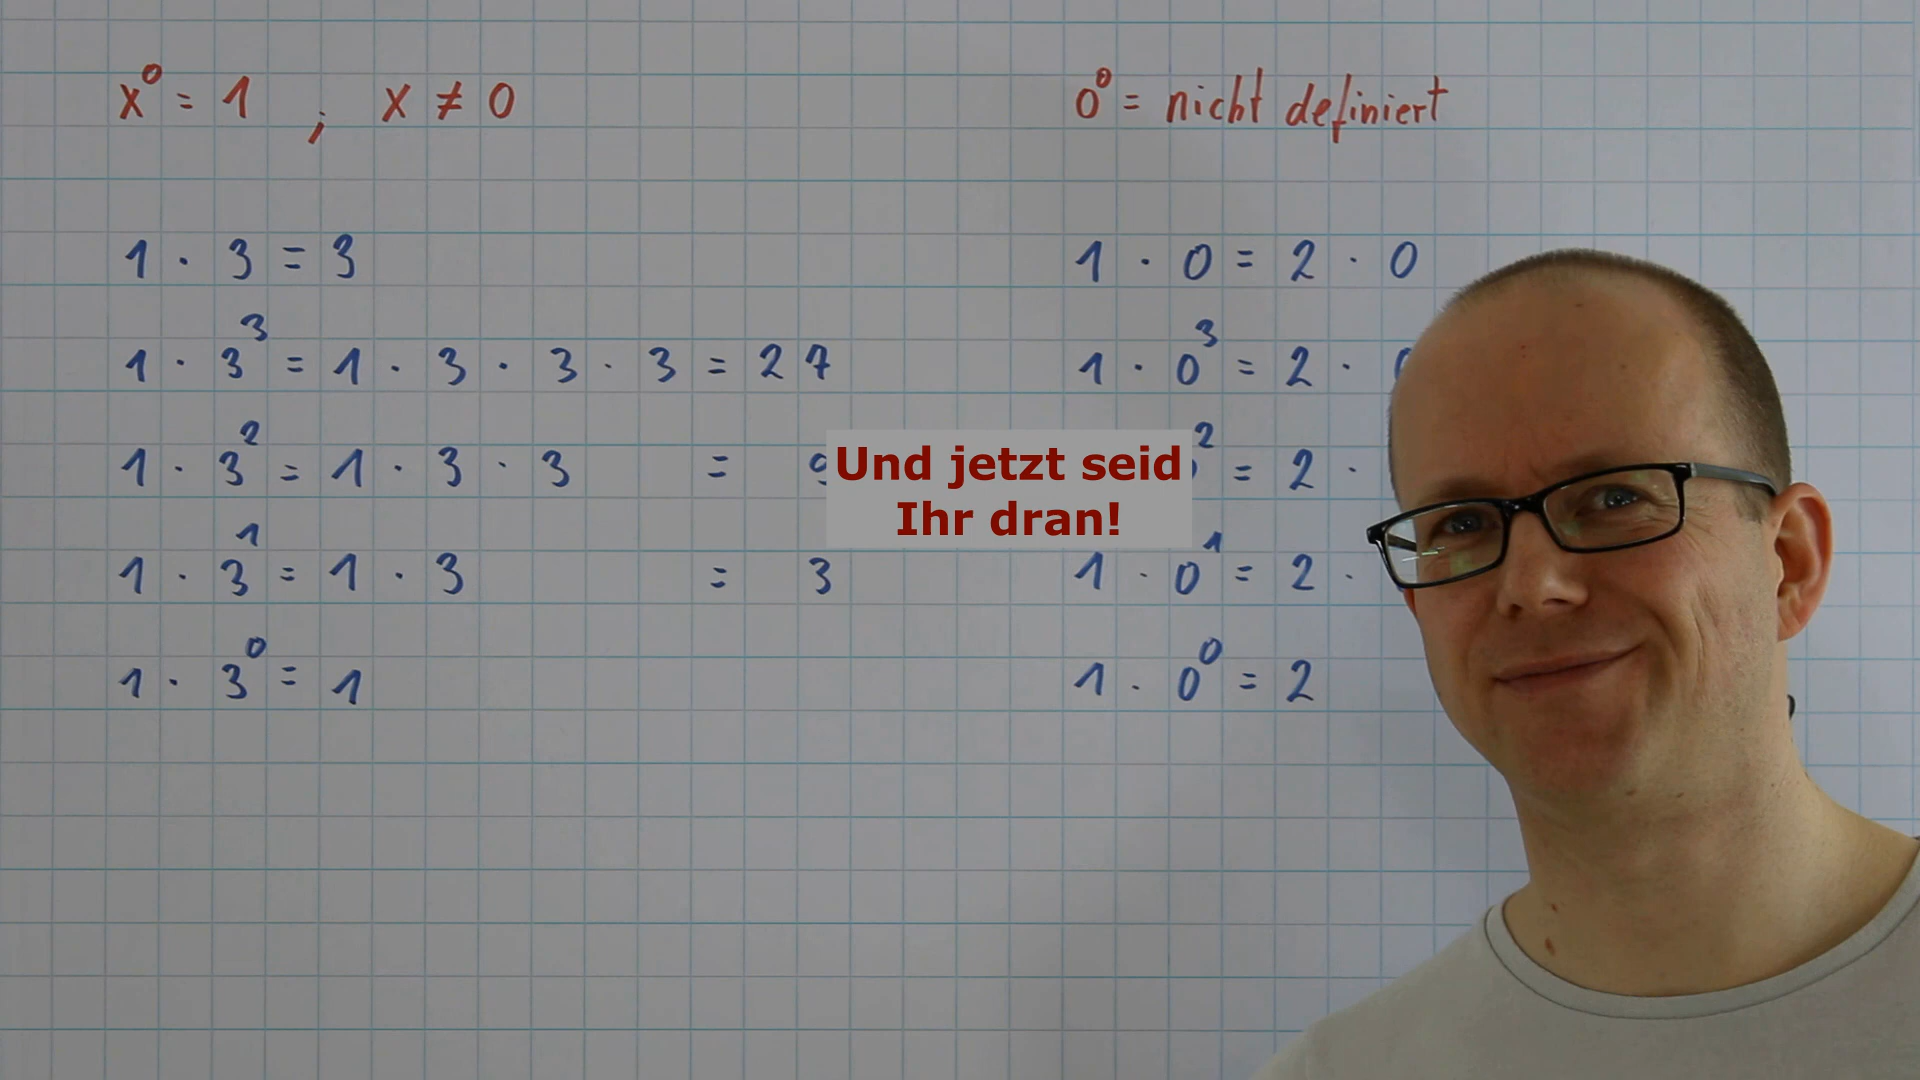 x⁰ = 1 ; x ≠ 0
1 · 3 = 3
1 · 3³ = 1 · 3 · 3 · 3 = 27
1 · 3² = 1 · 3 · 3 = 9
1 · 3¹ = 1 · 3 = 3
1 · 3⁰ = 1
0⁰ = nicht definiert
1 · 0 = 2 · 0
1 · 0³ = 2 ·
² = 2 ·
1 · 0¹ = 2 ·
1 · 0⁰ = 2
Und jetzt seid
Ihr dran!